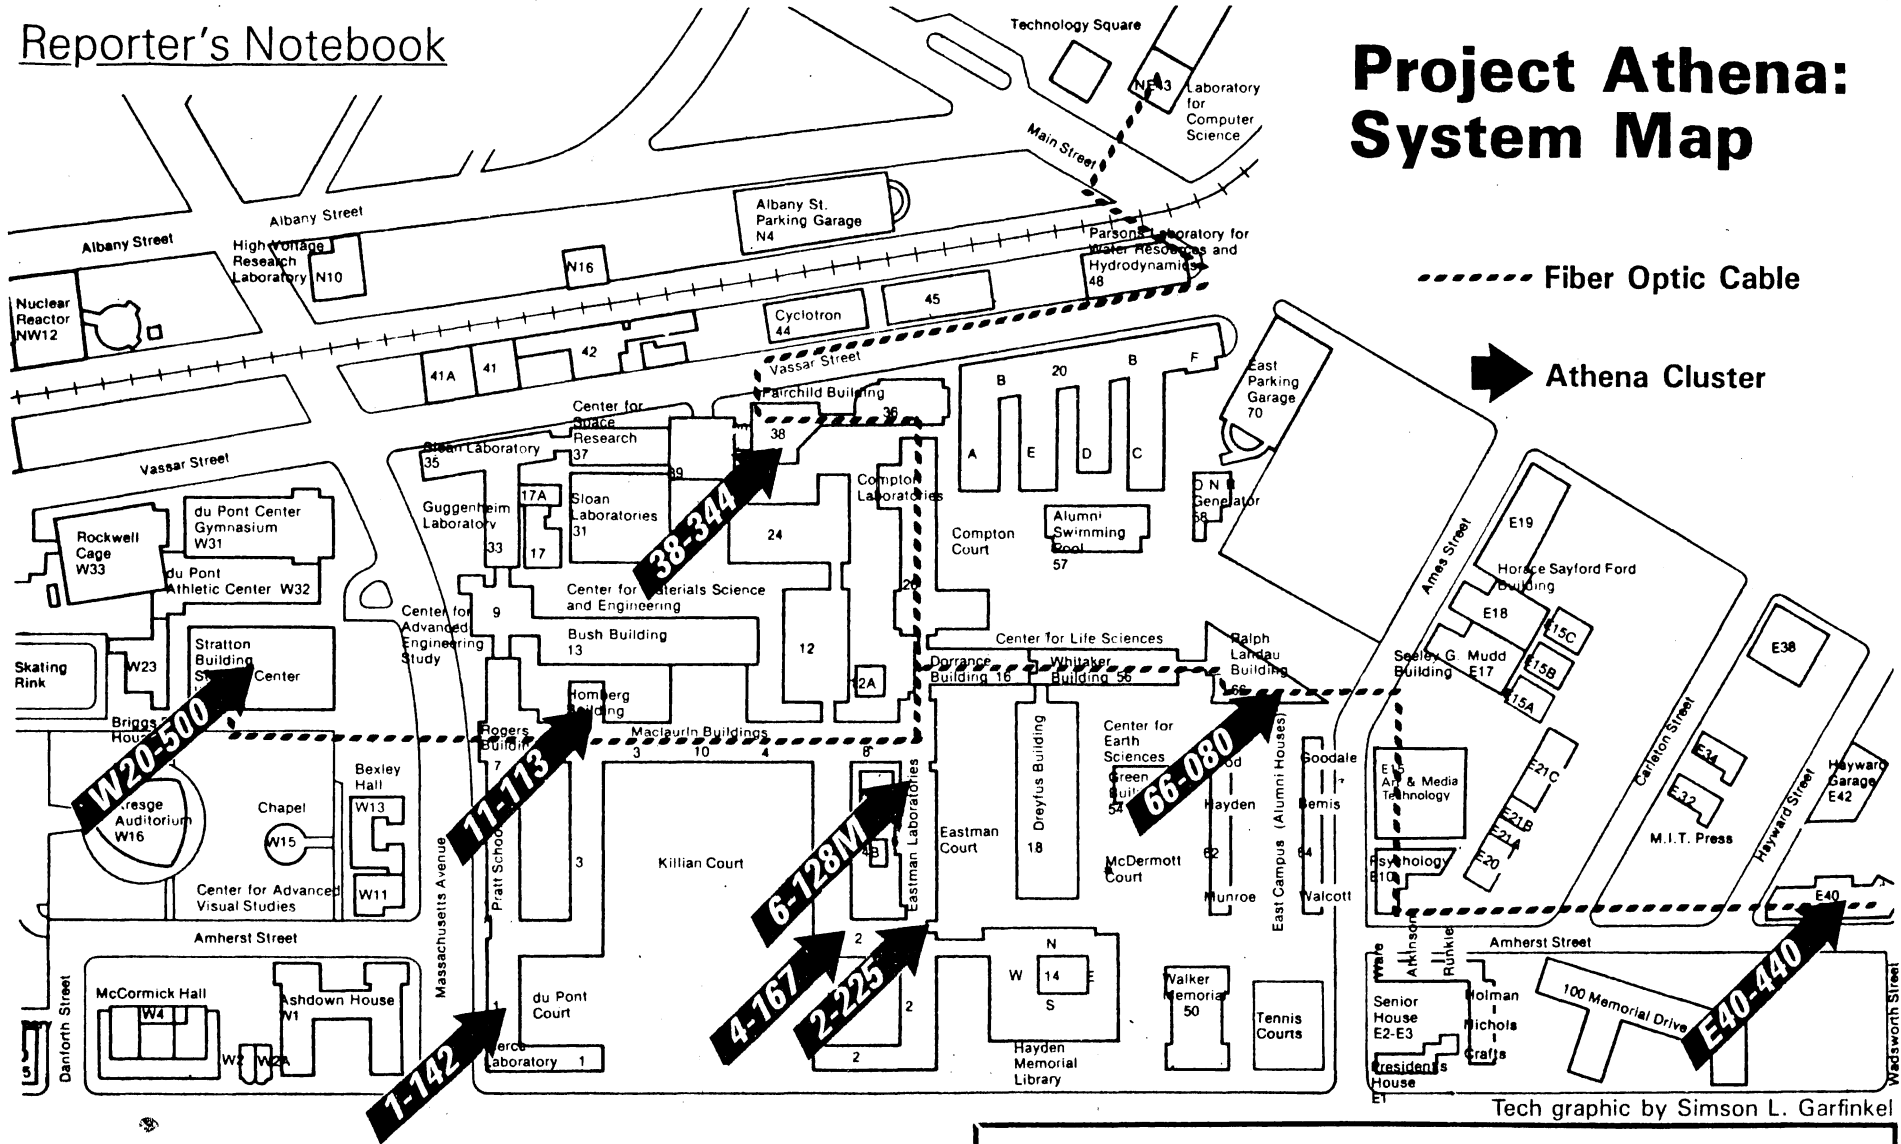 Reporter's Notebook
Project Athena:
System Map
Fiber Optic Cable
Athena Cluster
Technology Square
NE43
Laboratory
for
Computer
Science
Main Street
Albany Street
Albany Street
Albany St.
Parking Garage
N4
High Voltage
Research
Laboratory
N10
N16
Parsons Laboratory for
Water Resources and
Hydrodynamics
48
Nuclear
Reactor
NW12
Cyclotron
44
45
41A
41
42
Vassar Street
Vassar Street
Fairchild Building
36
38
B
20
B
F
A
E
D
C
East
Parking
Garage
70
Center for
Space
Research
37
Sloan Laboratory
35
39
38-344
17A
17
Sloan
Laboratories
31
Guggenheim
Laboratory
33
24
Compton
Laboratories
Compton
Court
Alumni
Swimming
Pool
57
Generator
Rockwell
Cage
W33
du Pont Center
Gymnasium
W31
du Pont
Athletic Center W32
Center for
Advanced
Engineering
Study
9
Center for Materials Science
and Engineering
Bush Building
13
12
12A
26
Center for Life Sciences
Dorrance
Building 16
Whitaker
Building 56
Ralph
Landau
Building
66
Ames Street
E19
Horace Sayford Ford
Building
E18
E15C
E15B
E15A
Seeley G. Mudd
Building E17
E38
Skating
Rink
W23
Stratton
Building
Center
W20-500
Briggs
Rogers
Building
7
Homberg
Building
11-113
Maclaurin Buildings
3
10
4
8
Kresge
Auditorium
W16
Chapel
W15
Bexley
Hall
W13
W11
Center for Advanced
Visual Studies
Massachusetts Avenue
Pratt School
3
Killian Court
6-128M
Eastman Laboratories
Eastman
Court
Dreyfus Building
18
Center for
Earth
Sciences
Green
54
66-080
McDermott
Court
Hayden
62
Munroe
East Campus (Alumni Houses)
Goodale
Bemis
64
Walcott
E15
Art & Media
Technology
Psychology
E10
E21C
E21B
E21A
E20
Carleton Street
E34
E32
M.I.T. Press
Hayward Street
Hayward
Garage
E42
E40
E40-440
Amherst Street
Amherst Street
Danforth Street
McCormick Hall
W4
W2
W2A
Ashdown House
W1
1-142
1
du Pont
Court
Laboratory
1
4-167
2-225
2
2
2
N
W
14
E
S
Hayden
Memorial
Library
Walker
Memorial
50
Tennis
Courts
Ware
Atkinson
Runkle
Senior
House
E2-E3
Holman
Nichols
Crafts
President's
House
E1
100 Memorial Drive
Wadsworth Street
Tech graphic by Simson L. Garfinkel